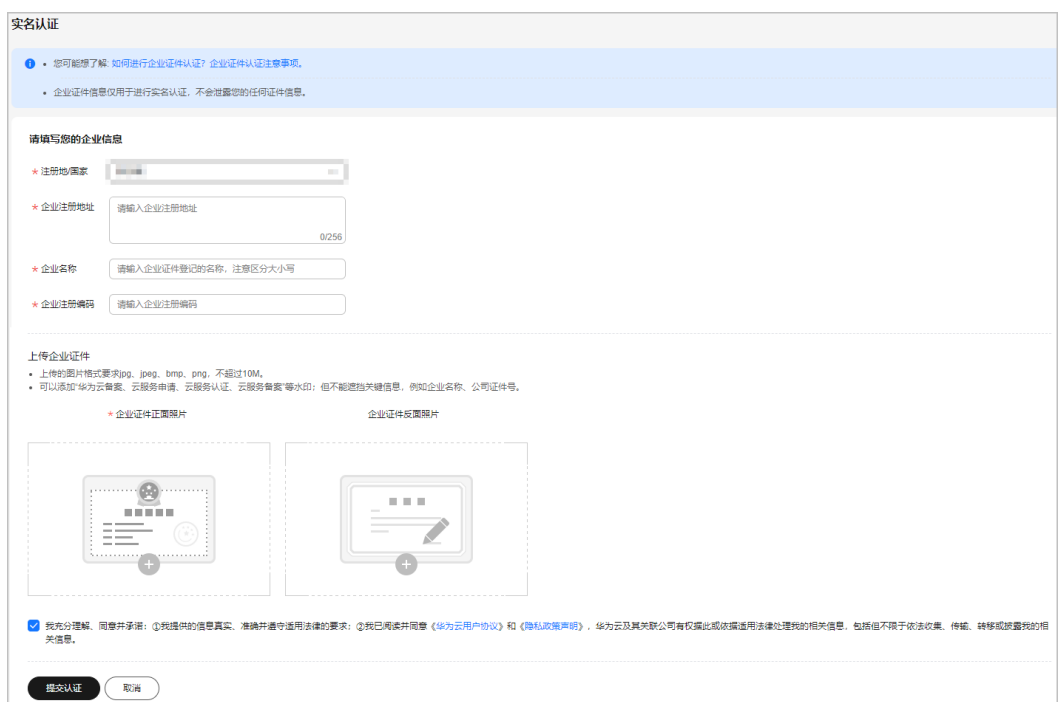 实名认证
您可能想了解: 如何进行企业证件认证？企业证件认证注意事项。
企业证件信息仅用于进行实名认证，不会泄露您的任何证件信息。
请填写您的企业信息
* 注册地/国家
* 企业注册地址 请输入企业注册地址
0/256
* 企业名称 请输入企业证件登记的名称，注意区分大小写
* 企业注册编码 请输入企业注册编码
上传企业证件
上传的图片格式要求jpg、jpeg、bmp、png，不超过10M。
可以添加“华为云备案、云服务申请、云服务认证、云服务备案”等水印；但不能遮挡关键信息，例如企业名称、公司证件号。
* 企业证件正面照片 企业证件反面照片
我充分理解、同意并承诺：①我提供的信息真实、准确并遵守适用法律的要求；②我已阅读并同意《华为云用户协议》和《隐私政策声明》，华为云及其关联公司有权据此或依据适用法律处理我的相关信息，包括但不限于依法收集、传输、转移或披露我的相
关信息。
提交认证 取消